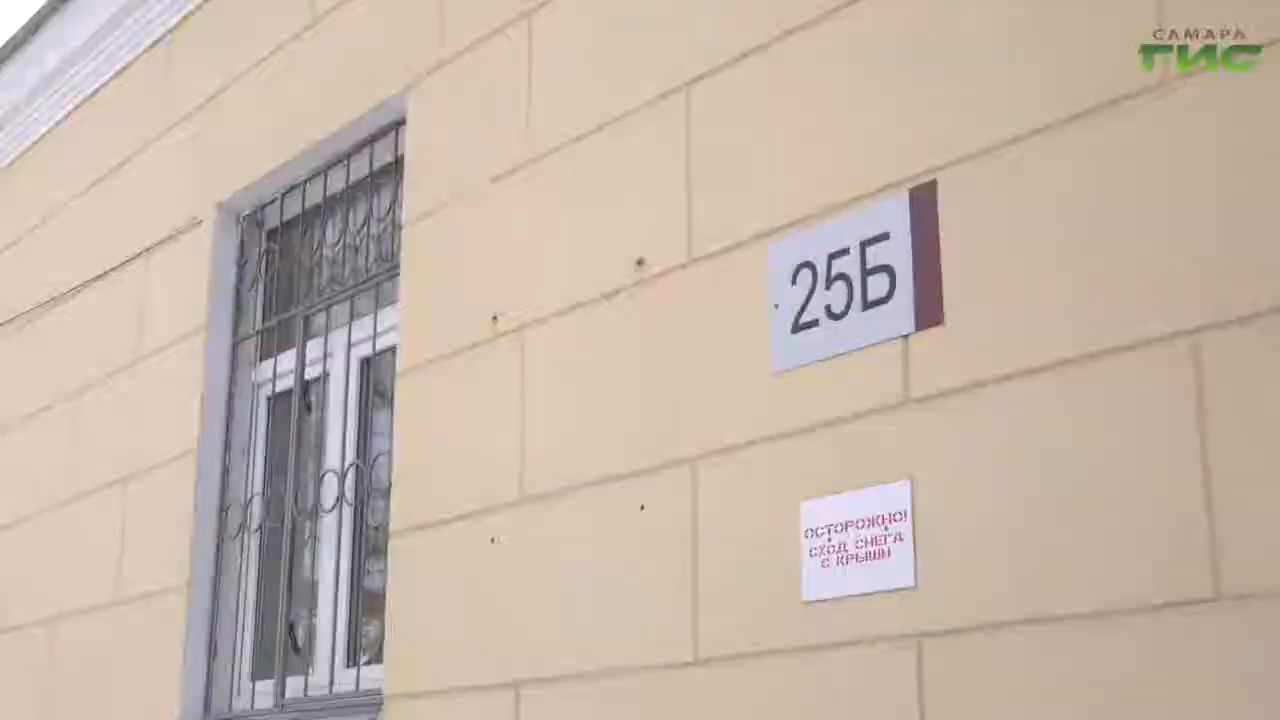 САМАРА
ГИС
25Б
ОСТОРОЖНО!
СХОД СНЕГА
С КРЫШИ